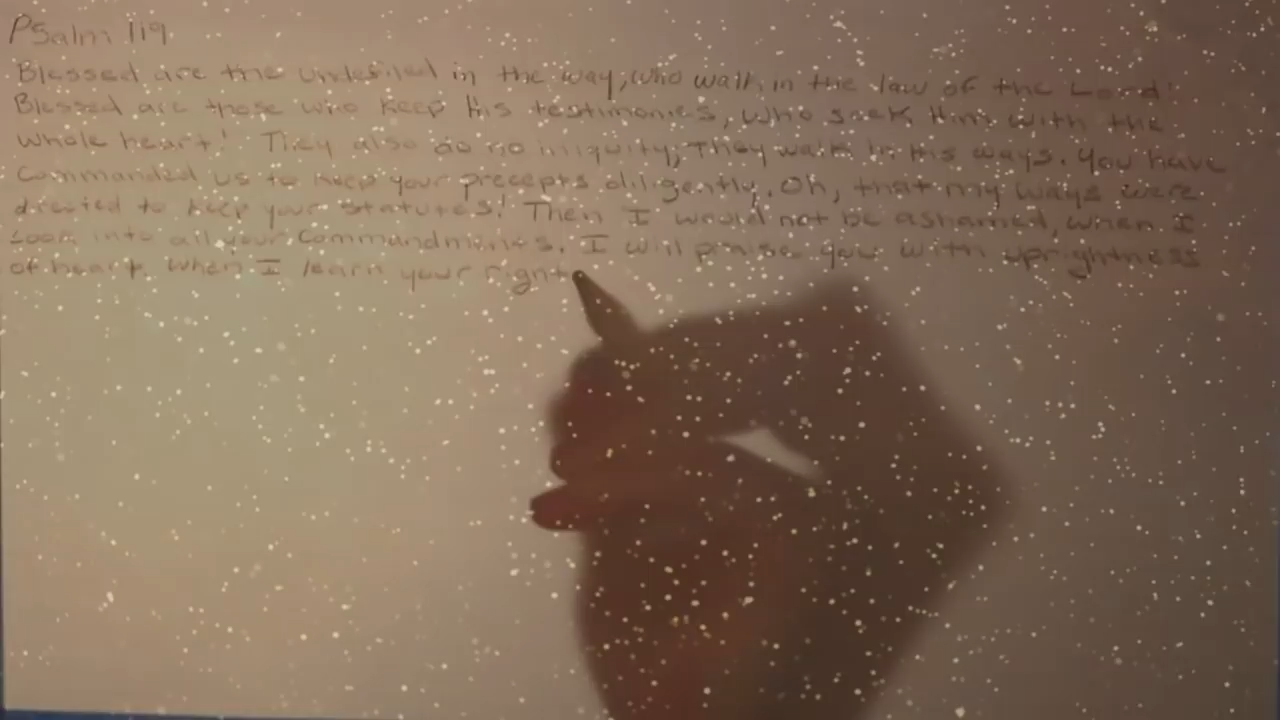 Psalm 119
Blessed are the undefiled in the way, who walk in the law of the Lord!
Blessed are those who keep His testimonies, who seek Him with the
whole heart! They also do no iniquity; They walk in His ways. You have
commanded us to keep your precepts diligently. Oh, that my ways were
directed to keep your statutes! Then I would not be ashamed, when I
look into all your commandments. I will praise you with uprightness
of heart, when I learn your right